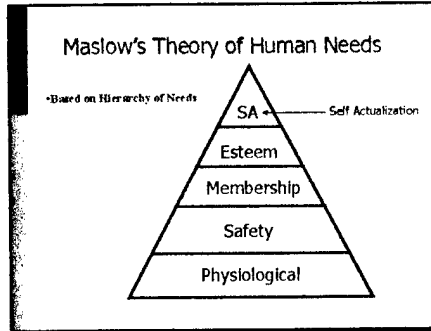 Maslow's Theory of Human Needs
•Based on Hierarchy of Needs
SA
Self Actualization
Esteem
Membership
Safety
Physiological